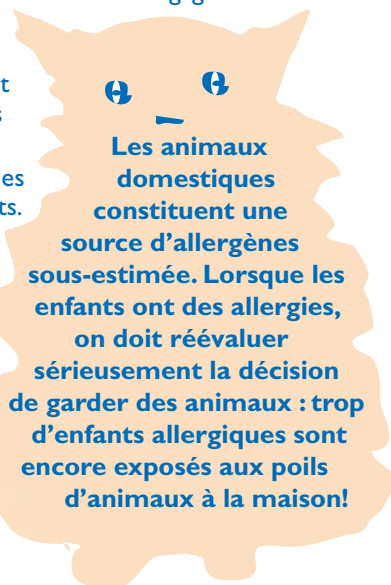 Les animaux
domestiques
constituent une
source d'allergènes
sous-estimée. Lorsque les
enfants ont des allergies,
on doit réévaluer
sérieusement la décision
de garder des animaux : trop
d'enfants allergiques sont
encore exposés aux poils
d'animaux à la maison!